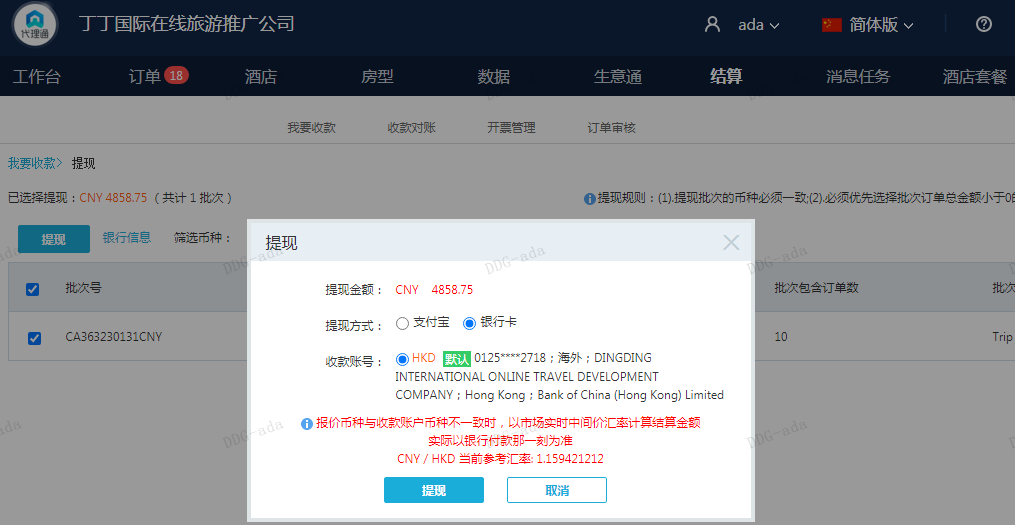 代理通
丁丁国际在线旅游推广公司
ada
简体版
工作台
订单 18
酒店
房型
数据
生意通
结算
消息任务
酒店套餐
我要收款
收款对账
开票管理
订单审核
我要收款> 提现
已选择提现：CNY 4858.75 （ 共计 1 批次 ）
提现规则：(1).提现批次的币种必须一致;(2).必须优先选择批次订单总金额小于0的
提现
银行信息
筛选币种：
批次号
批次包含订单数
批次
CA363230131CNY
10
Trip
提现
提现金额： CNY 4858.75
提现方式： 支付宝 银行卡
收款账号： HKD 默认 0125****2718；海外；DINGDING
INTERNATIONAL ONLINE TRAVEL DEVELOPMENT
COMPANY；Hong Kong；Bank of China (Hong Kong) Limited
报价币种与收款账户币种不一致时，以市场实时中间价汇率计算结算金额
实际以银行付款那一刻为准
CNY / HKD 当前参考汇率: 1.159421212
提现
取消
DDG-ada
DDG-ada
DDG-ada
DDG-ada
DDG-ada